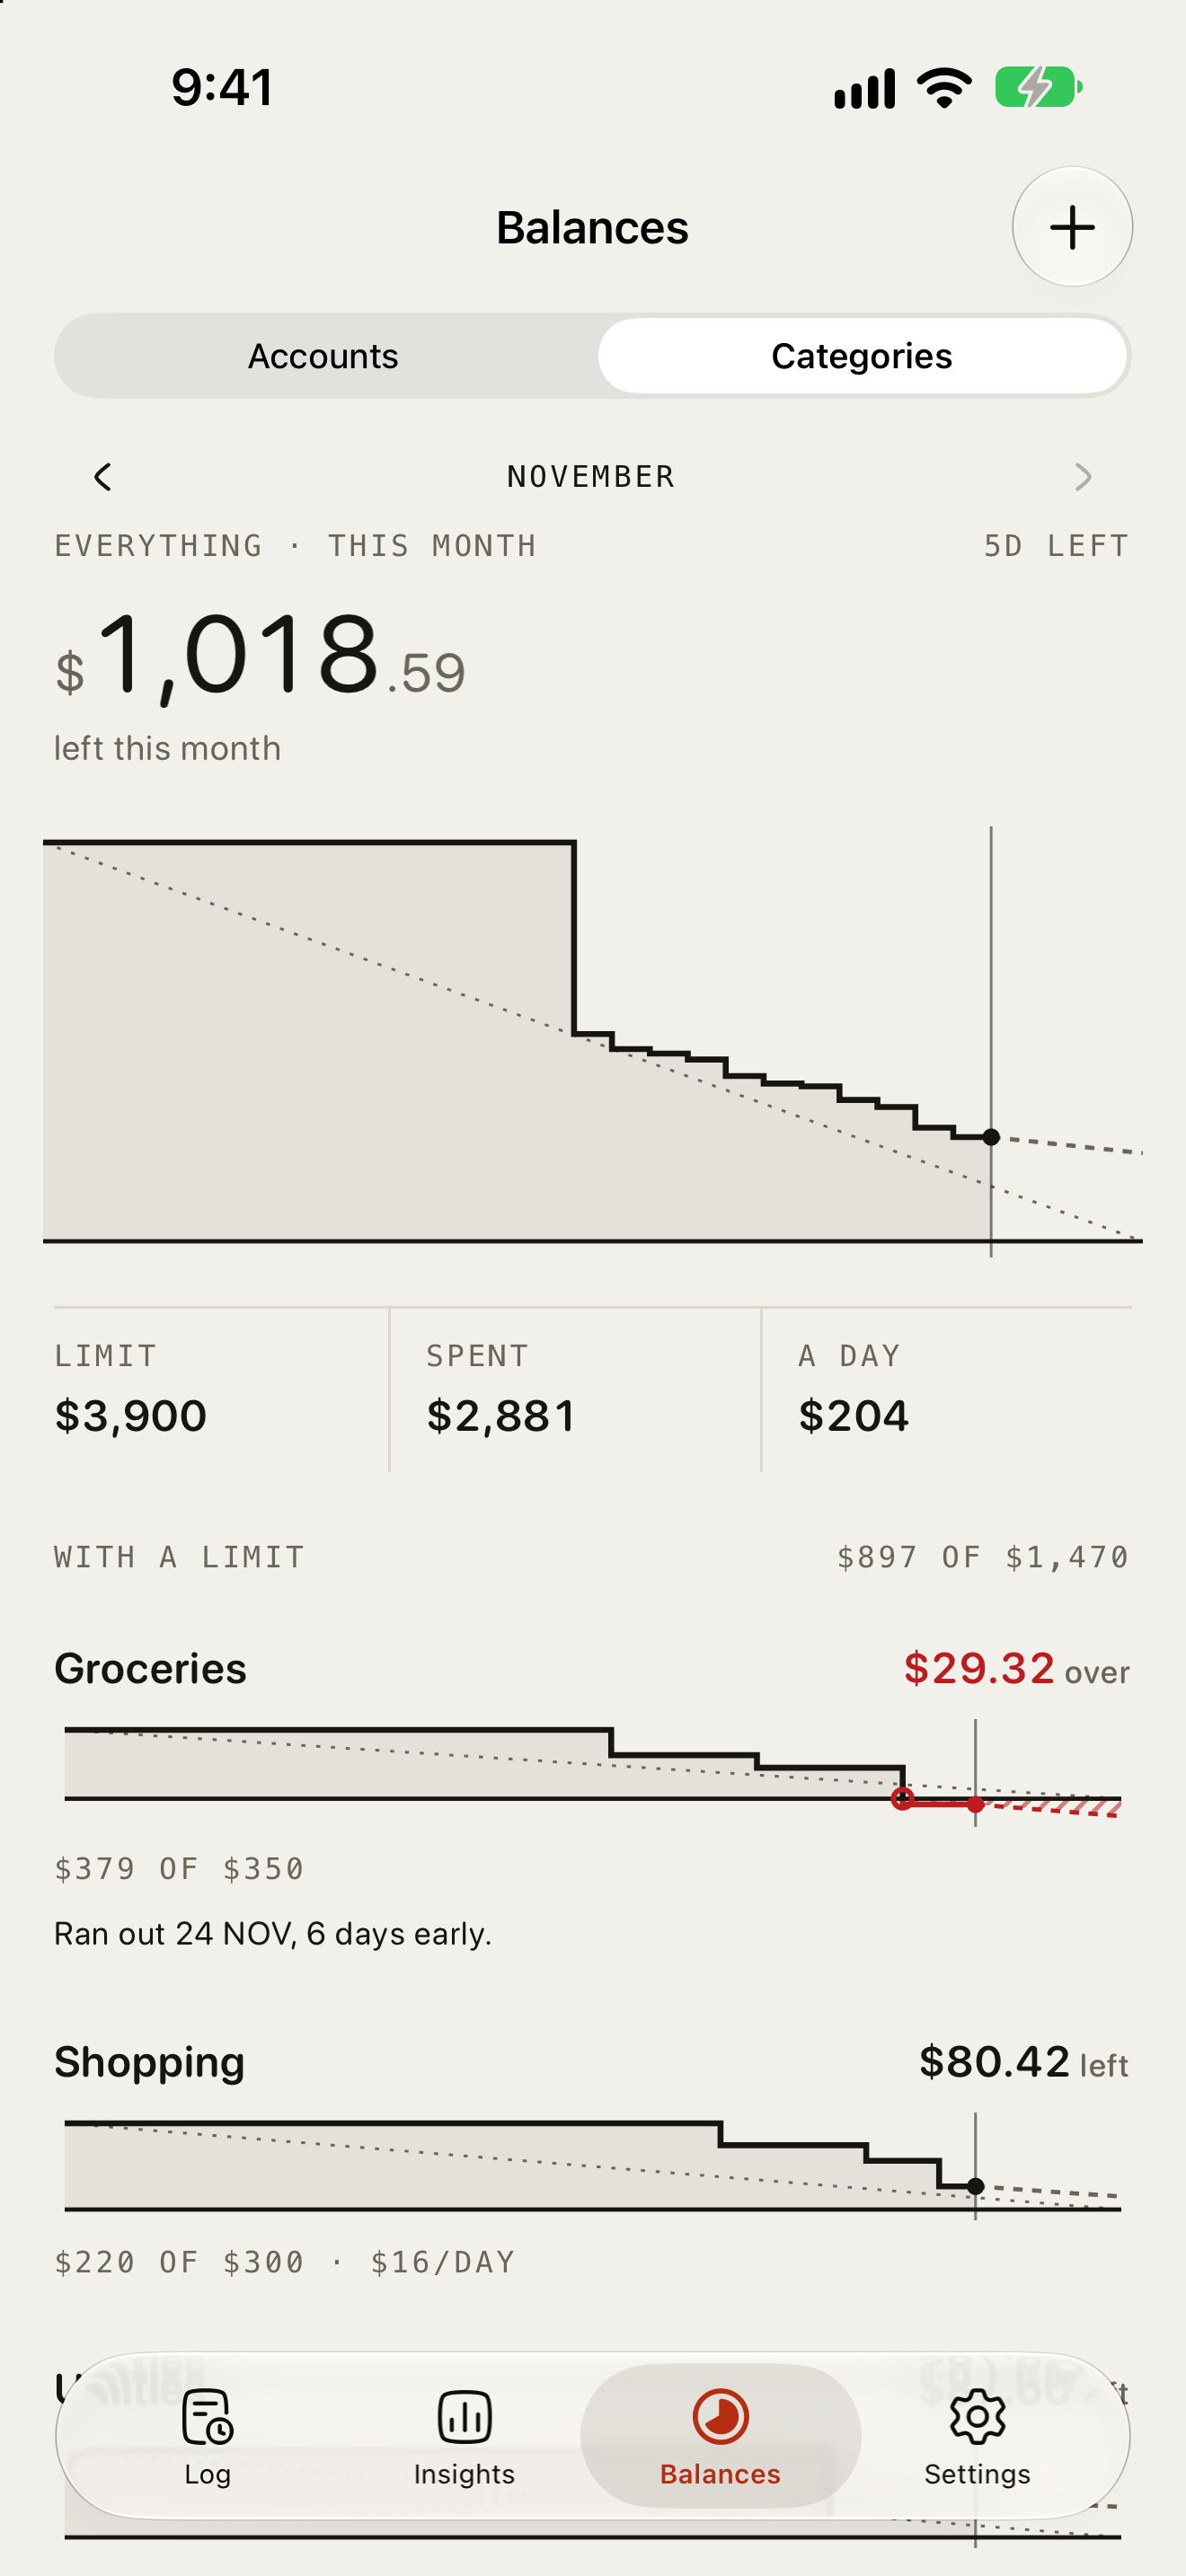 9:41
Balances
Accounts Categories
NOVEMBER
EVERYTHING · THIS MONTH 5D LEFT
$1,018.59
left this month
LIMIT SPENT A DAY
$3,900 $2,881 $204
WITH A LIMIT $897 OF $1,470
Groceries $29.32 over
$379 OF $350
Ran out 24 NOV, 6 days early.
Shopping $80.42 left
$220 OF $300 · $16/DAY
Log Insights Balances Settings